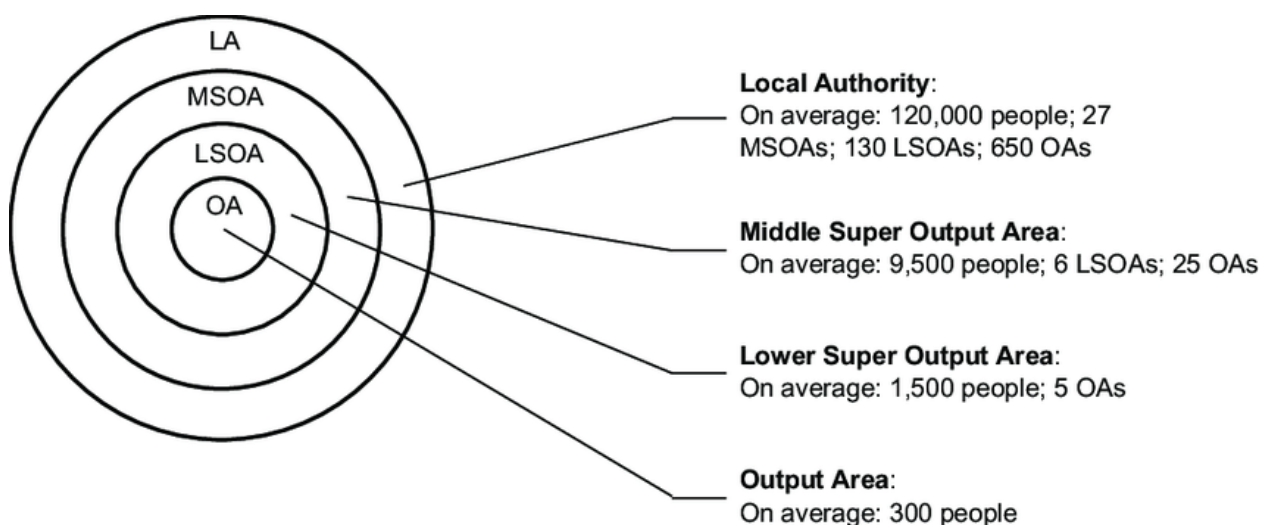 LA
MSOA
LSOA
OA
Local Authority:
On average: 120,000 people; 27
MSOAs; 130 LSOAs; 650 OAs
Middle Super Output Area:
On average: 9,500 people; 6 LSOAs; 25 OAs
Lower Super Output Area:
On average: 1,500 people; 5 OAs
Output Area:
On average: 300 people